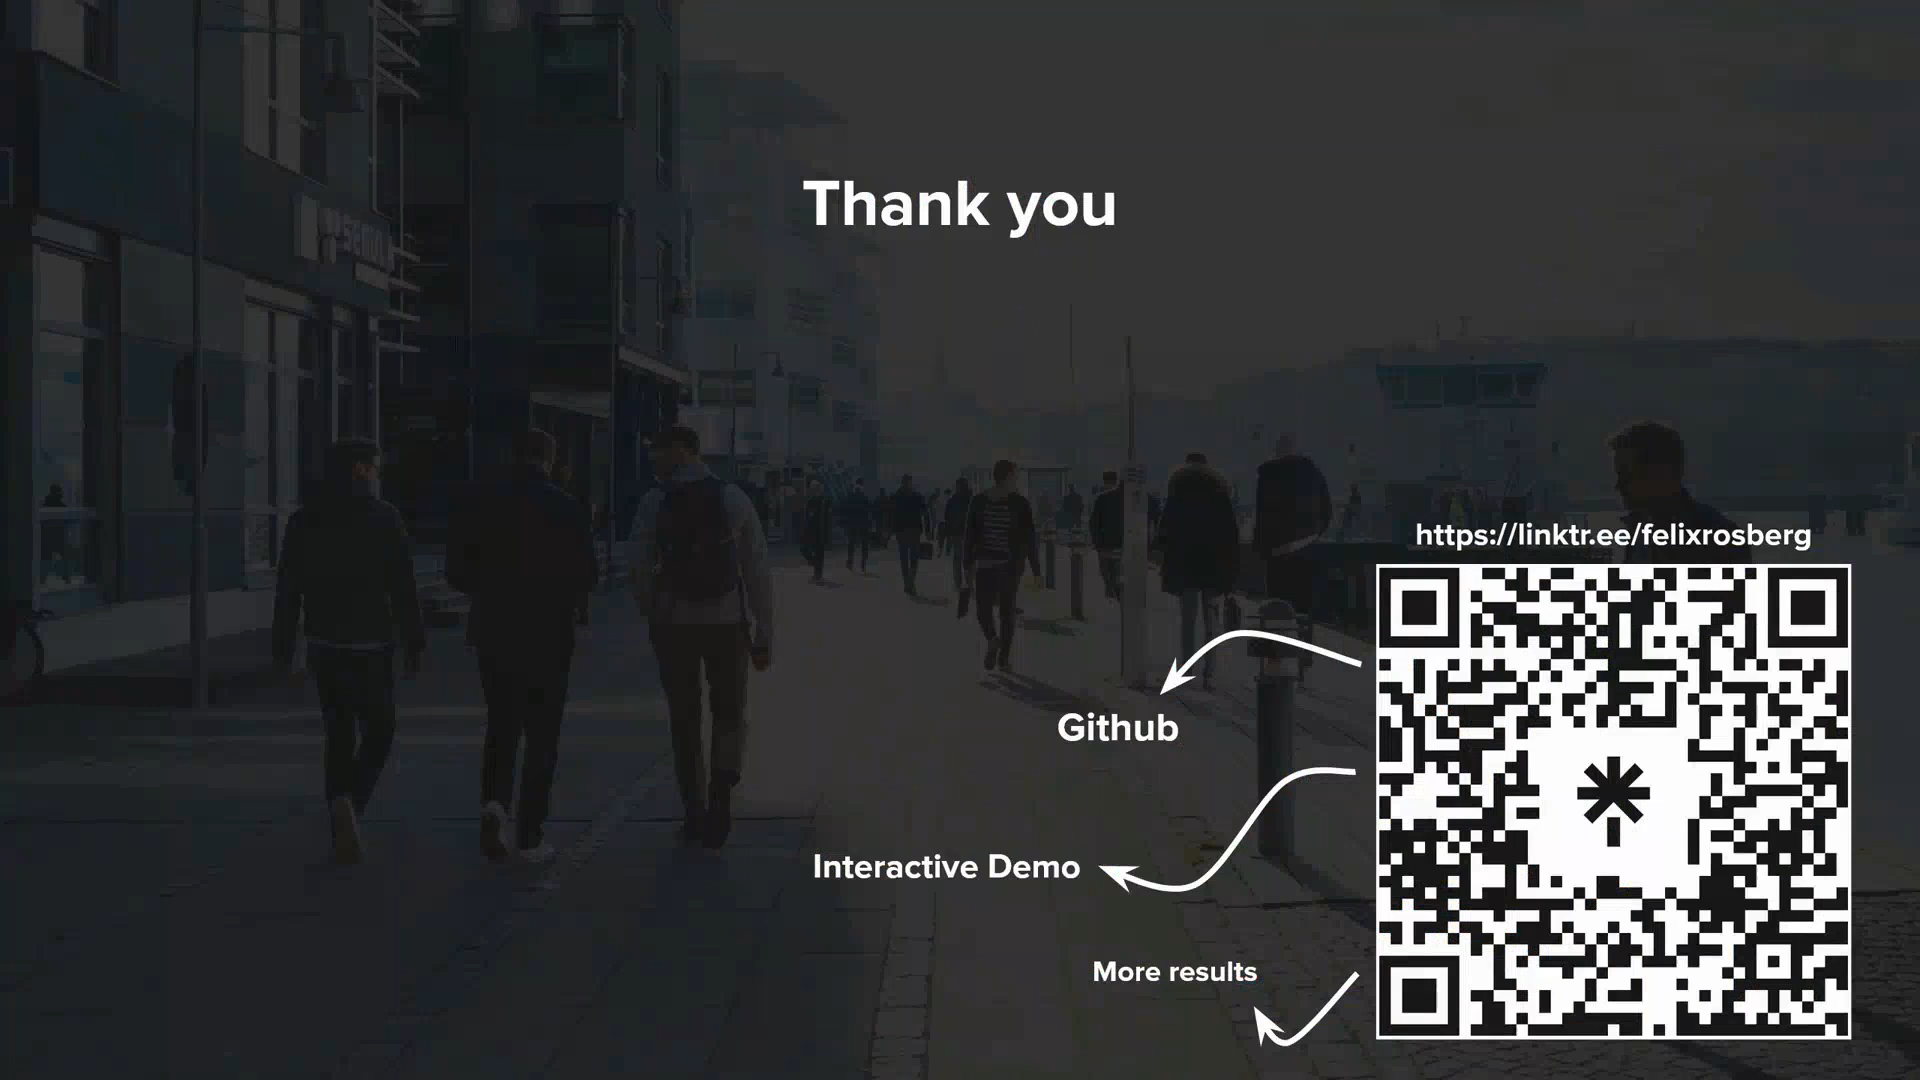 Thank you
https://linktr.ee/felixrosberg
Github
Interactive Demo
More results